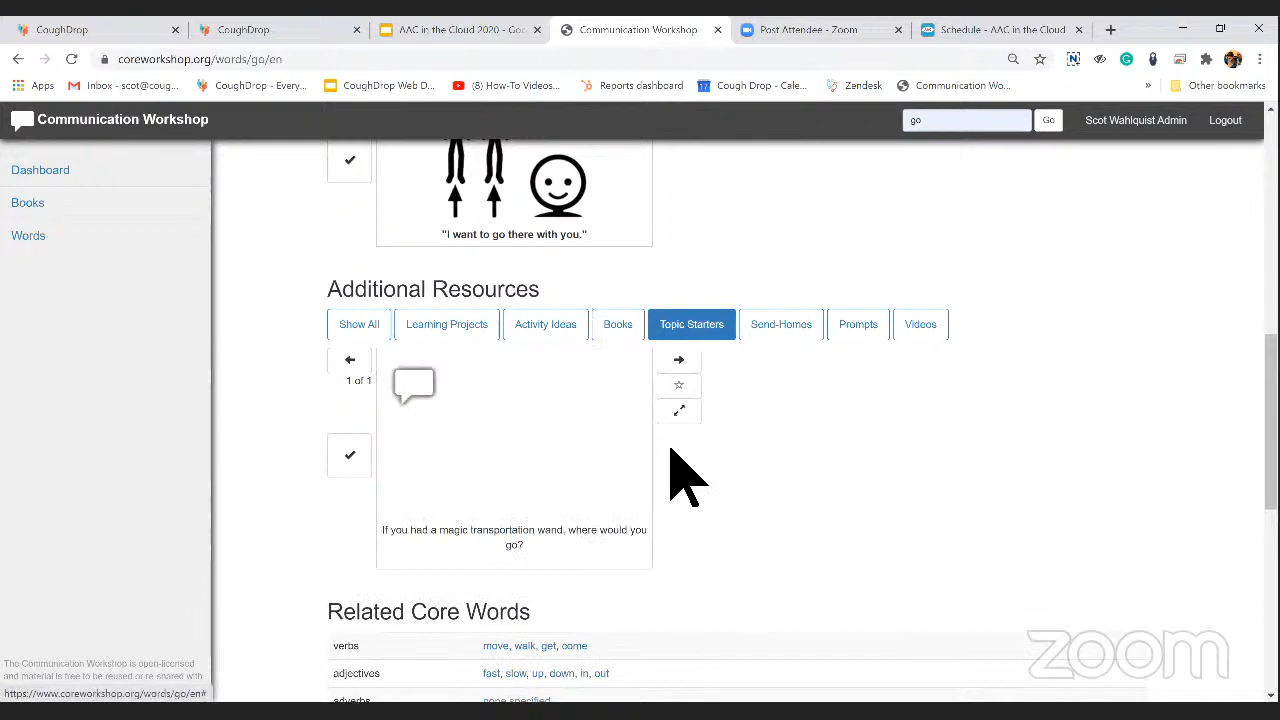 CoughDrop
CoughDrop
AAC in the Cloud 2020 - Goo
Communication Workshop
Post Attendee - Zoom
Schedule - AAC in the Cloud
coreworkshop.org/words/go/en
Apps
Inbox - scot@coug...
CoughDrop - Every...
CoughDrop Web D...
(8) How-To Videos...
Reports dashboard
Cough Drop - Cale...
Zendesk
Communication Wo...
»
Other bookmarks
Communication Workshop
go
Go
Scot Wahlquist Admin
Logout
Dashboard
Books
Words
"I want to go there with you."
Additional Resources
Show All
Learning Projects
Activity Ideas
Books
Topic Starters
Send-Homes
Prompts
Videos
1 of 1
If you had a magic transportation wand, where would you
go?
Related Core Words
verbs
move, walk, get, come
adjectives
fast, slow, up, down, in, out
adverbs
none specified
The Communication Workshop is open-licensed
and material is free to be reused or re-shared with
https://www.coreworkshop.org/words/go/en#
zoom